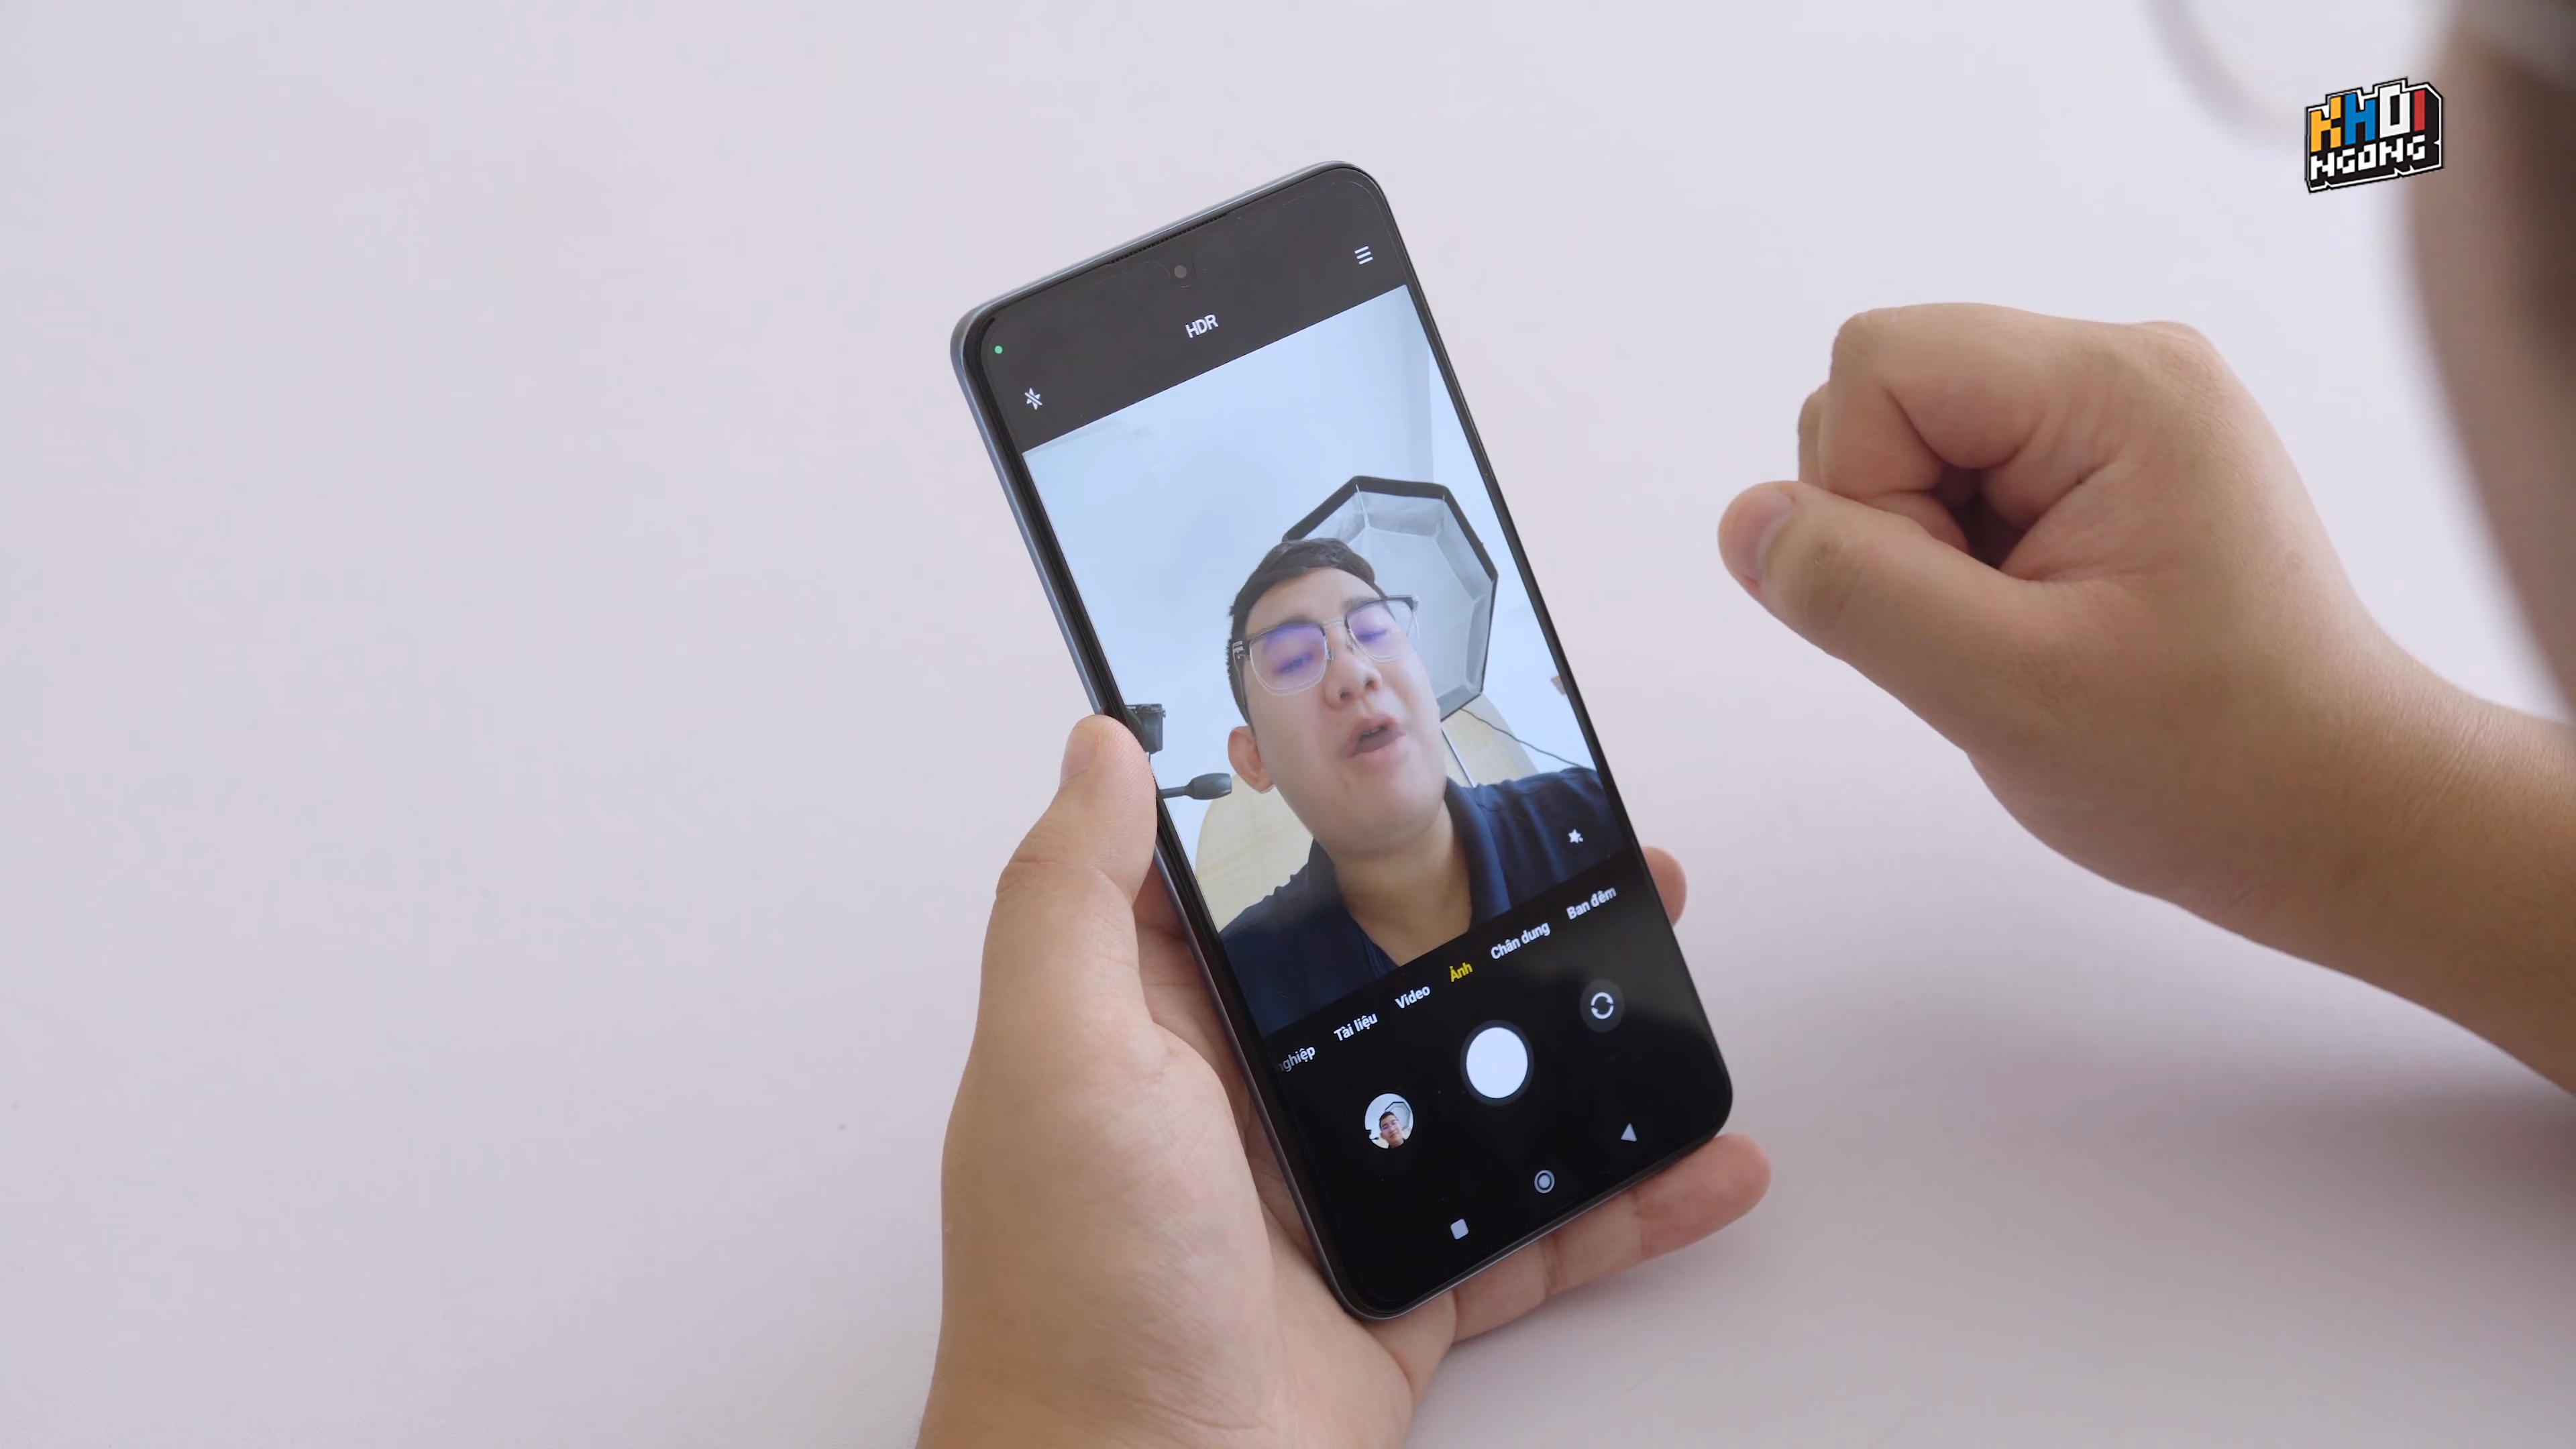 KHOI
NGONG
HDR
Ban đêm
Chân dung
Ảnh
Video
Tài liệu
nghiệp